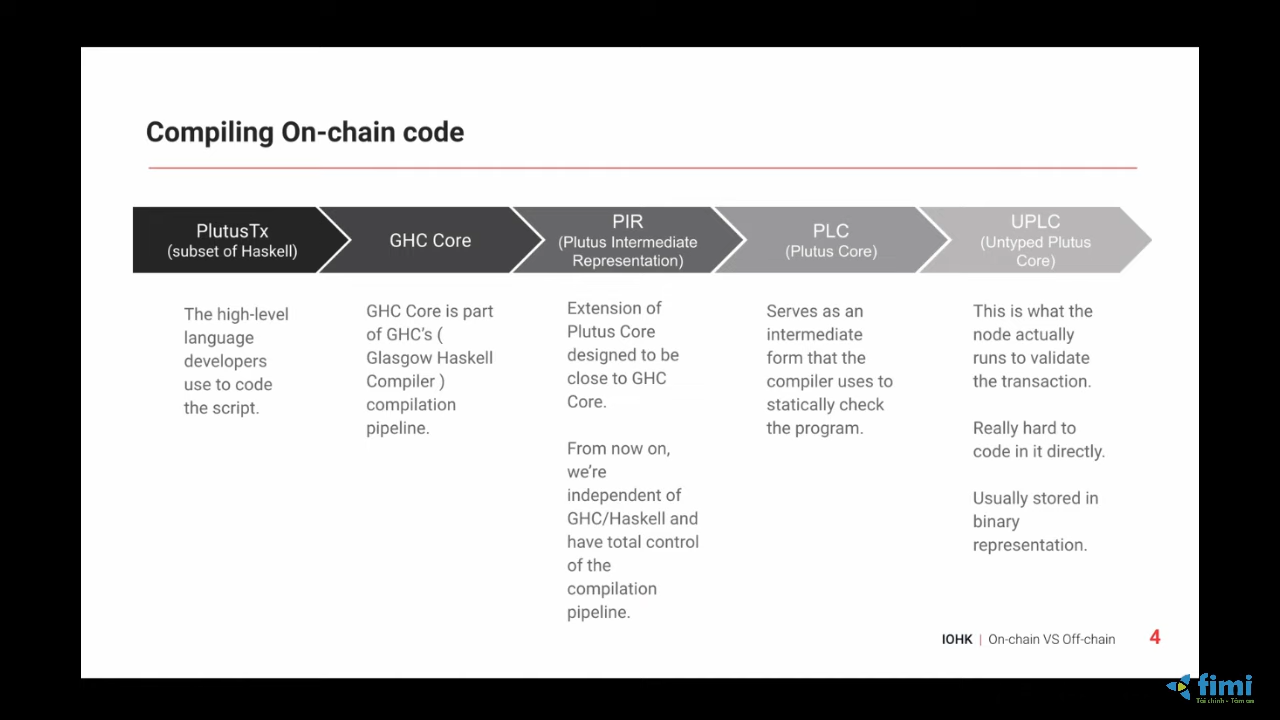 Compiling On-chain code
PlutusTx
(subset of Haskell)
GHC Core
PIR
(Plutus Intermediate
Representation)
PLC
(Plutus Core)
UPLC
(Untyped Plutus
Core)
The high-level
language
developers
use to code
the script.
GHC Core is part
of GHC's (
Glasgow Haskell
Compiler )
compilation
pipeline.
Extension of
Plutus Core
designed to be
close to GHC
Core.
From now on,
we're
independent of
GHC/Haskell and
have total control
of the
compilation
pipeline.
Serves as an
intermediate
form that the
compiler uses to
statically check
the program.
This is what the
node actually
runs to validate
the transaction.
Really hard to
code in it directly.
Usually stored in
binary
representation.
IOHK | On-chain VS Off-chain 4
fimi
Tài chính - Tâm an